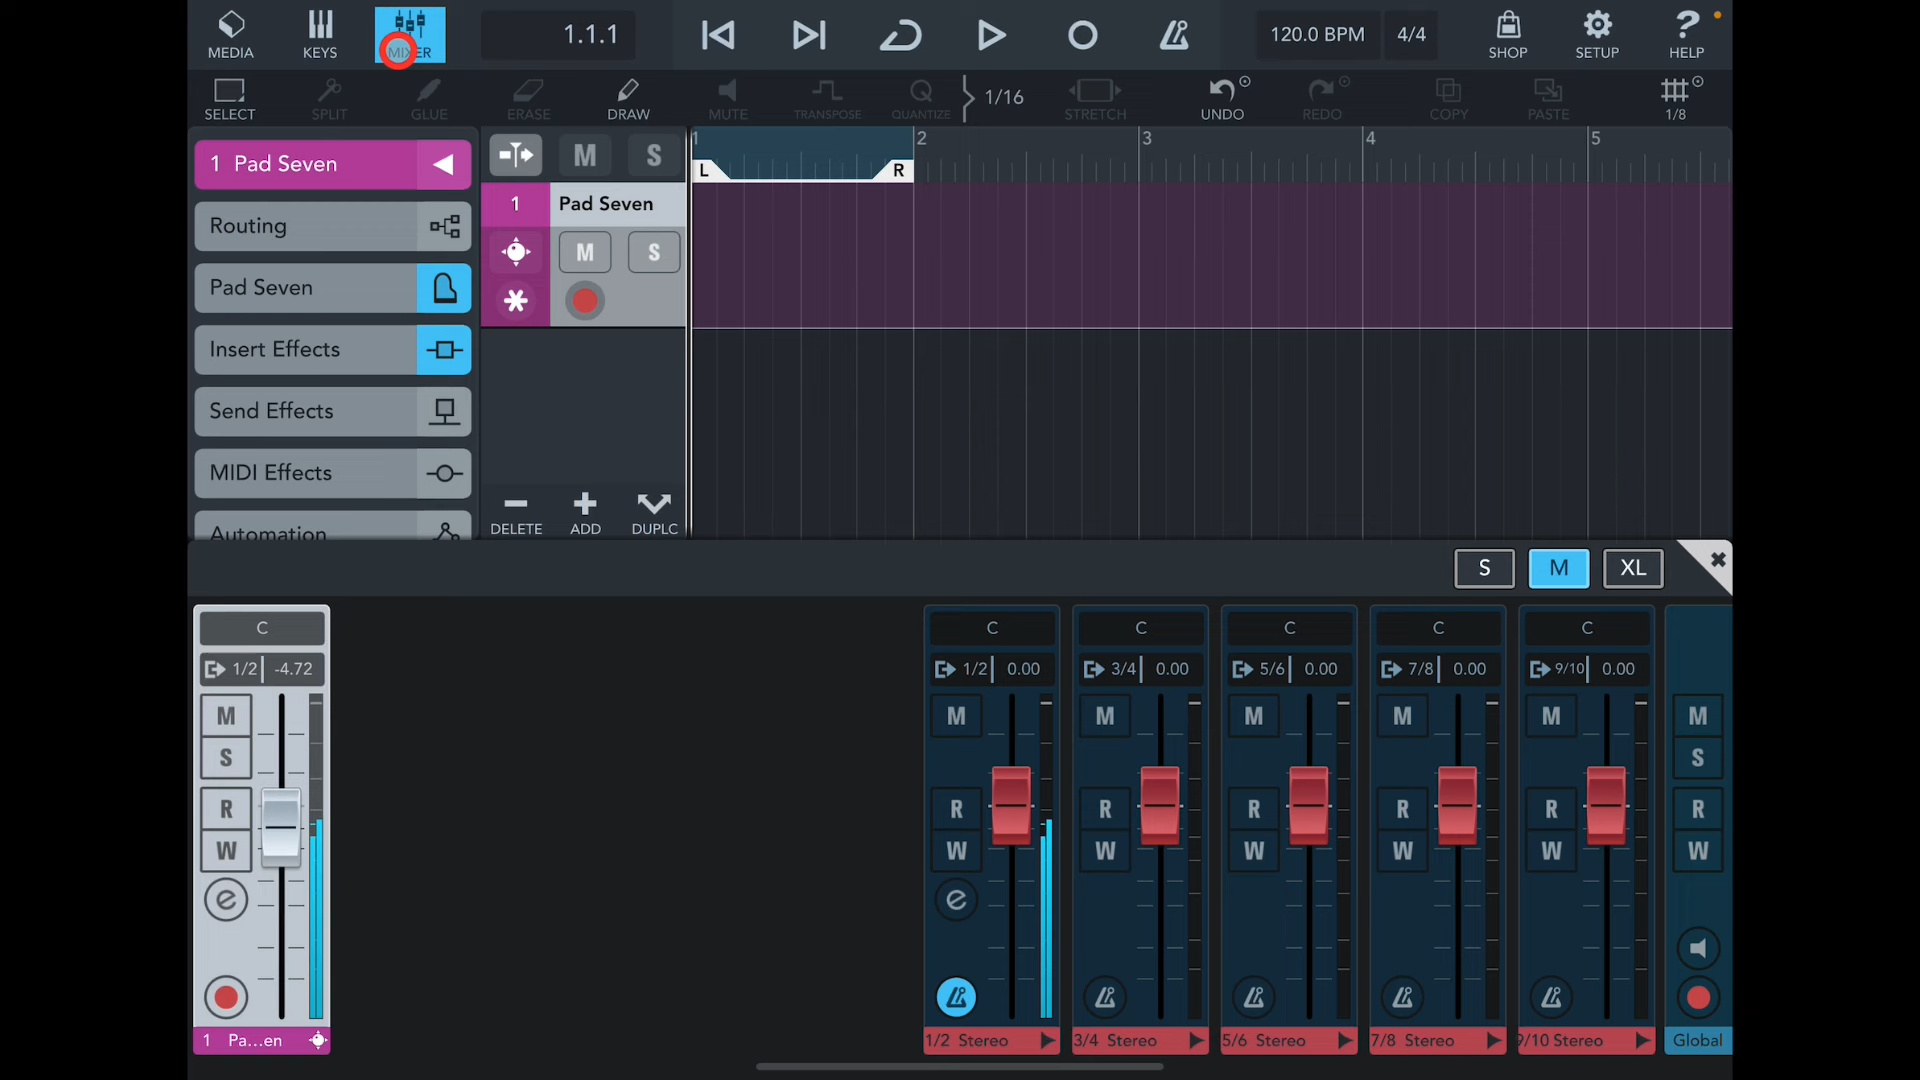 MEDIA KEYS MIXER 1.1.1 120.0 BPM 4/4 SHOP SETUP ? HELP
SELECT SPLIT GLUE ERASE DRAW MUTE TRANSPOSE QUANTIZE 1/16 STRETCH UNDO REDO COPY PASTE 1/8
1 Pad Seven M S 1 2 3 4 5
L R
1 Pad Seven
Routing
M S
Pad Seven
Insert Effects
Send Effects
MIDI Effects
DELETE ADD DUPLC
Automation
S M XL
C C C C C C
1/2 -4.72 1/2 0.00 3/4 0.00 5/6 0.00 7/8 0.00 9/10 0.00
M M M M M M M
S S
R R R R R R R
W W W W W W W
e e
1 Pa...en 1/2 Stereo 3/4 Stereo 5/6 Stereo 7/8 Stereo 9/10 Stereo Global